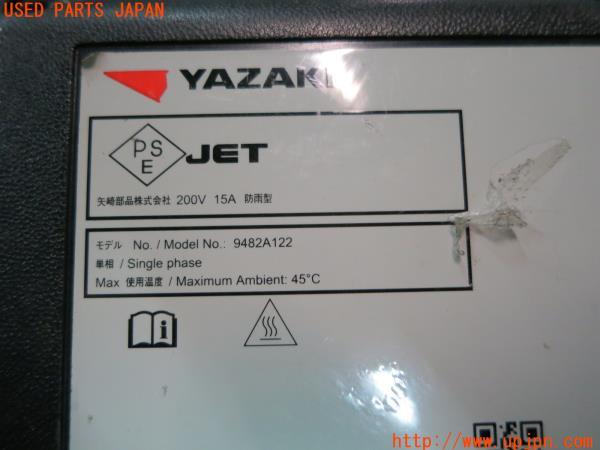 USED PARTS JAPAN
YAZAKI
PS
E
JET
矢崎部品株式会社 200V 15A 防雨型
モデル No. / Model No.: 9482A122
単相 / Single phase
Max 使用温度 / Maximum Ambient: 45°C
http://www.upjpn.com/